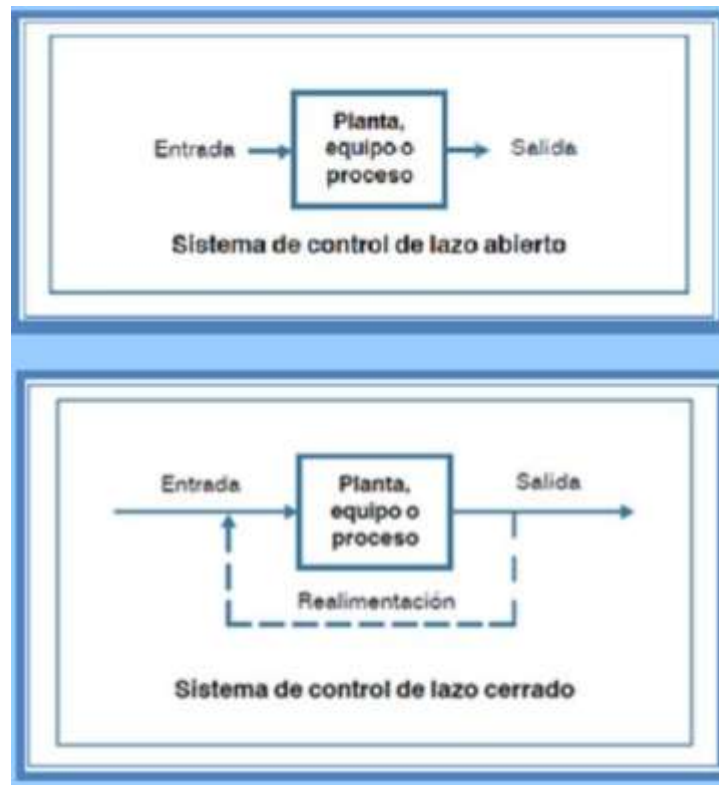 Planta,
Entrada equipo o Salida
proceso
Sistema de control de lazo abierto
Entrada Planta, Salida
equipo o
proceso
Realimentación
Sistema de control de lazo cerrado